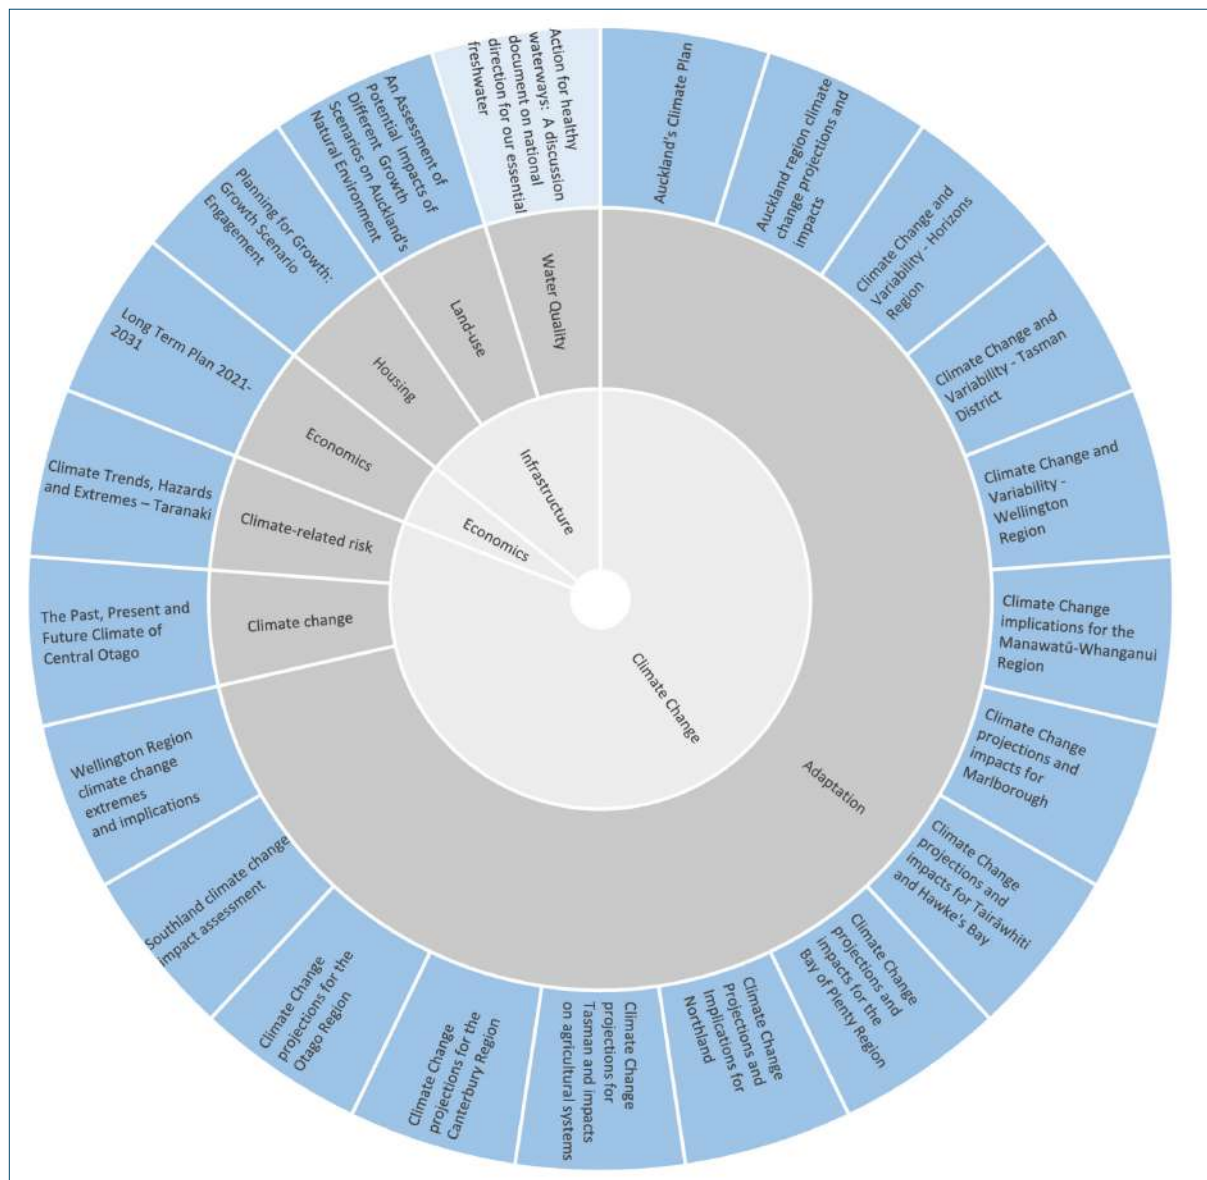 Climate Change
Economics
Infrastructure
Adaptation
Climate change
Climate-related risk
Economics
Housing
Land-use
Water Quality
Auckland's Climate Plan
Auckland region climate
change projections and
impacts
Climate Change and
Variability - Horizons
Region
Climate Change and
Variability - Tasman
District
Climate Change and
Variability -
Wellington
Region
Climate Change
implications for the
Manawatū-Whanganui
Region
Climate Change
projections and
impacts for
Marlborough
Climate Change
projections and
impacts for Tairāwhiti
and Hawke's Bay
Climate Change
projections and
impacts for the
Bay of Plenty Region
Climate Change
Projections and
Implications for
Northland
Climate Change
projections for
Tasman and impacts
on agricultural systems
Climate Change
projections for the
Canterbury Region
Climate Change
projections for the
Otago Region
Southland climate change
impact assessment
Wellington Region
climate change
extremes
and implications
The Past, Present and
Future Climate of
Central Otago
Climate Trends, Hazards
and Extremes – Taranaki
Long Term Plan 2021-
2031
Planning for Growth:
Growth Scenario
Engagement
An Assessment of
Potential Impacts of
Different Growth
Scenarios on Auckland's
Natural Environment
Action for healthy
waterways: A discussion
document on national
direction for our essential
freshwater